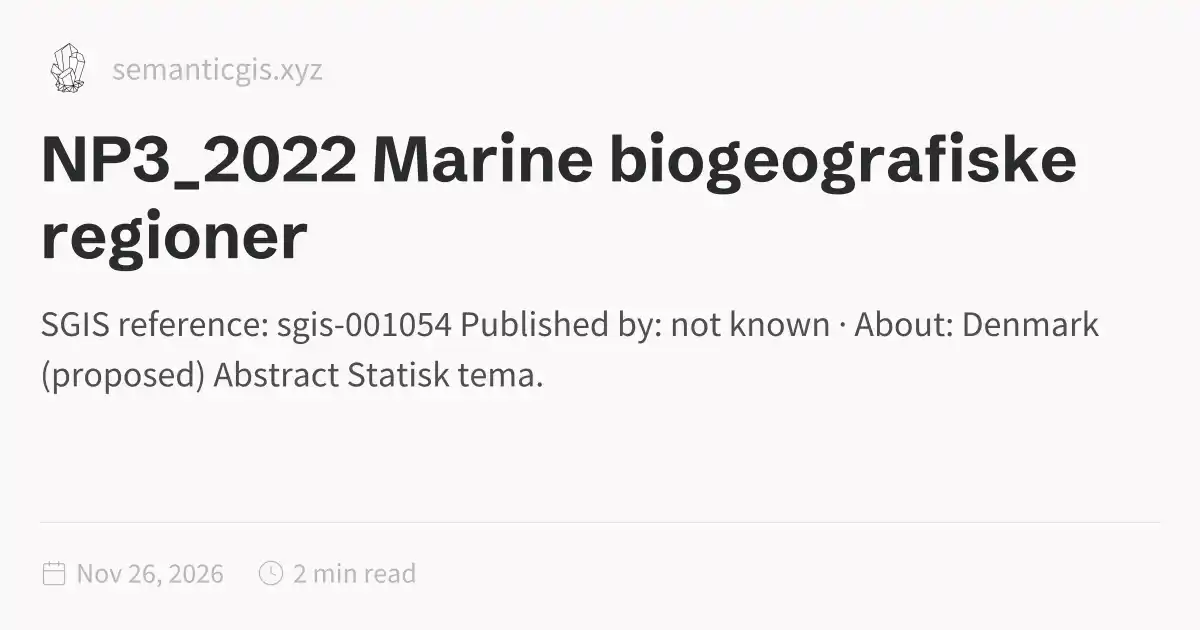 semanticgis.xyz
NP3_2022 Marine biogeografiske
regioner
SGIS reference: sgis-001054 Published by: not known · About: Denmark
(proposed) Abstract Statisk tema.
Nov 26, 2026 2 min read